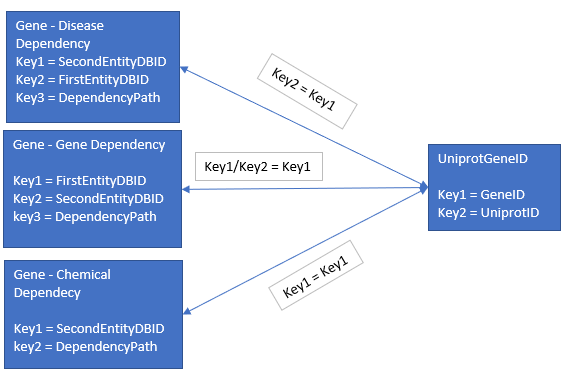 Gene - Disease
Dependency
Key1 = SecondEntityDBID
Key2 = FirstEntityDBID
Key3 = DependencyPath
Key2 = Key1
Gene - Gene Dependency
Key1 = FirstEntityDBID
Key2 = SecondEntityDBID
key3 = DependencyPath
Key1/Key2 = Key1
UniprotGeneID
Key1 = GeneID
Key2 = UniprotID
Gene - Chemical
Dependecy
Key1 = SecondEntityDBID
key2 = DependencyPath
Key1 = Key1